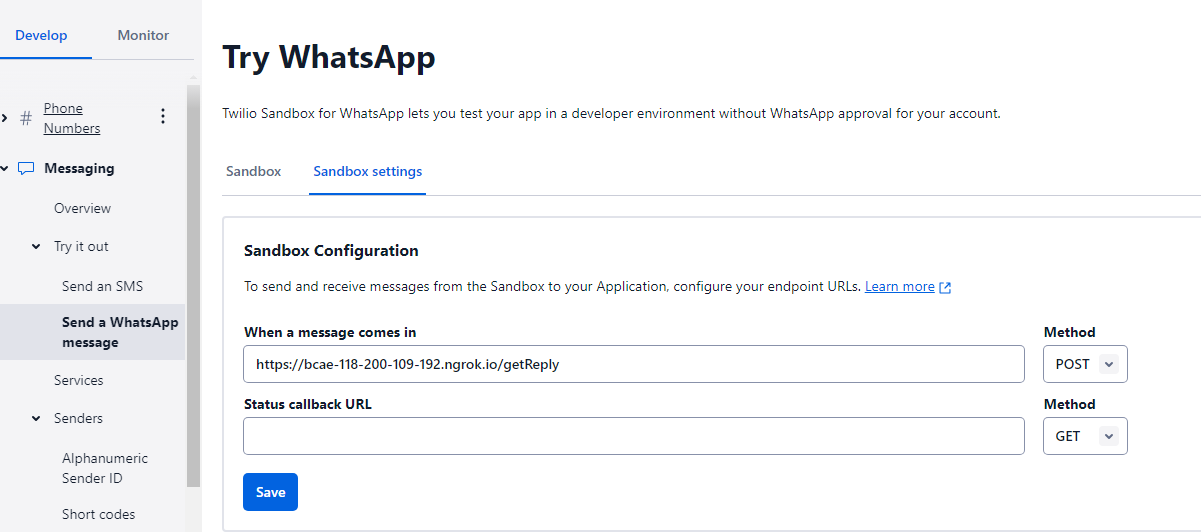 Develop
Monitor
# Phone
Numbers
Messaging
Overview
Try it out
Send an SMS
Send a WhatsApp
message
Services
Senders
Alphanumeric
Sender ID
Short codes
Try WhatsApp
Twilio Sandbox for WhatsApp lets you test your app in a developer environment without WhatsApp approval for your account.
Sandbox
Sandbox settings
Sandbox Configuration
To send and receive messages from the Sandbox to your Application, configure your endpoint URLs. Learn more
When a message comes in
Method
https://bcae-118-200-109-192.ngrok.io/getReply
POST
Status callback URL
Method
GET
Save